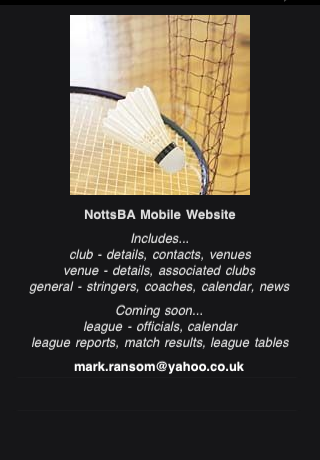 NottsBA Mobile Website
Includes...
club - details, contacts, venues
venue - details, associated clubs
general - stringers, coaches, calendar, news
Coming soon...
league - officials, calendar
league reports, match results, league tables
mark.ransom@yahoo.co.uk